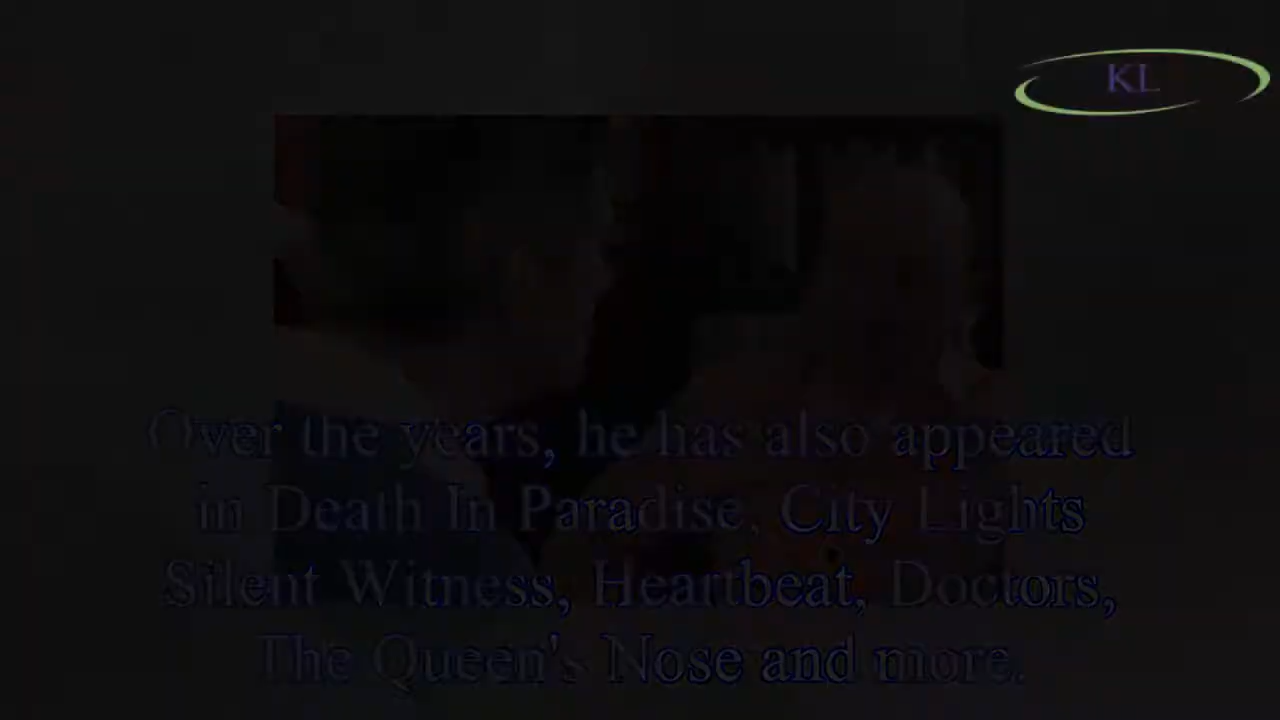 KL
Over the years, he has also appeared
in Death In Paradise, City Lights
Silent Witness, Heartbeat, Doctors,
The Queen's Nose and more.